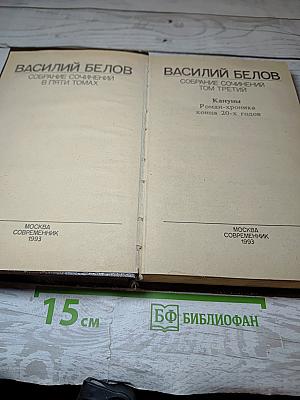 ВАСИЛИЙ БЕЛОВ
СОБРАНИЕ СОЧИНЕНИЙ
В ПЯТИ ТОМАХ
МОСКВА
СОВРЕМЕННИК
1993
ВАСИЛИЙ БЕЛОВ
СОБРАНИЕ СОЧИНЕНИЙ
ТОМ ТРЕТИЙ
Кануны
Роман-хроника
конца 20-х годов
МОСКВА
СОВРЕМЕННИК
1993
15 СМ
БФ БИБЛИОФАН